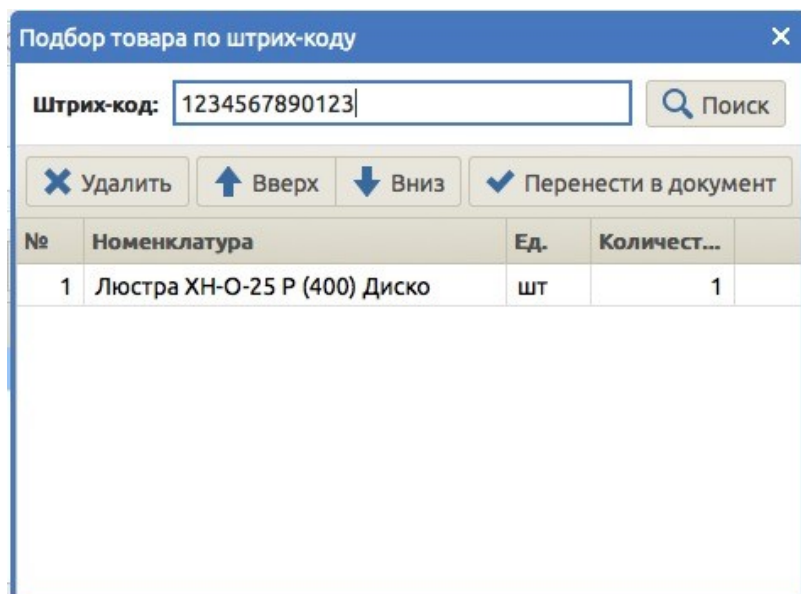 Подбор товара по штрих-коду
Штрих-код: 1234567890123 Поиск
Удалить Вверх Вниз Перенести в документ
№ Номенклатура Ед. Количест...
1 Люстра ХН-О-25 Р (400) Диско шт 1